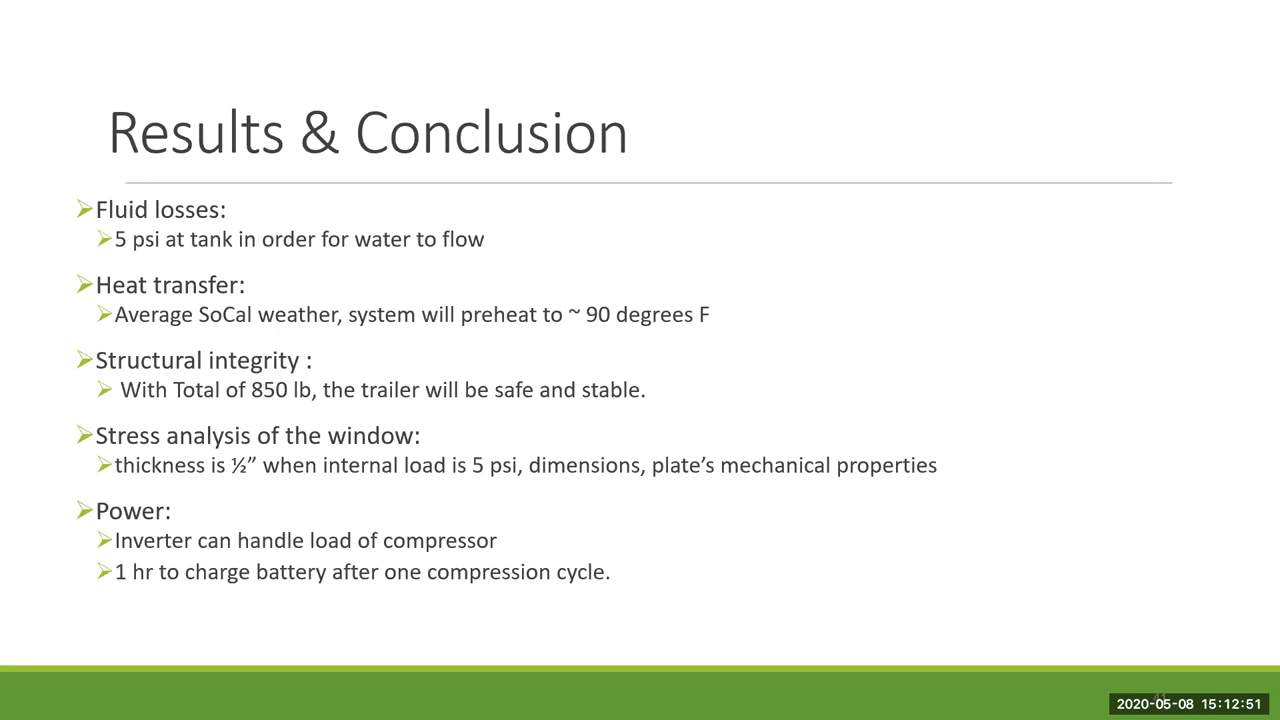 Results & Conclusion
Fluid losses:
5 psi at tank in order for water to flow
Heat transfer:
Average SoCal weather, system will preheat to ~ 90 degrees F
Structural integrity :
With Total of 850 lb, the trailer will be safe and stable.
Stress analysis of the window:
thickness is ½” when internal load is 5 psi, dimensions, plate’s mechanical properties
Power:
Inverter can handle load of compressor
1 hr to charge battery after one compression cycle.
2020-05-08 15:12:51